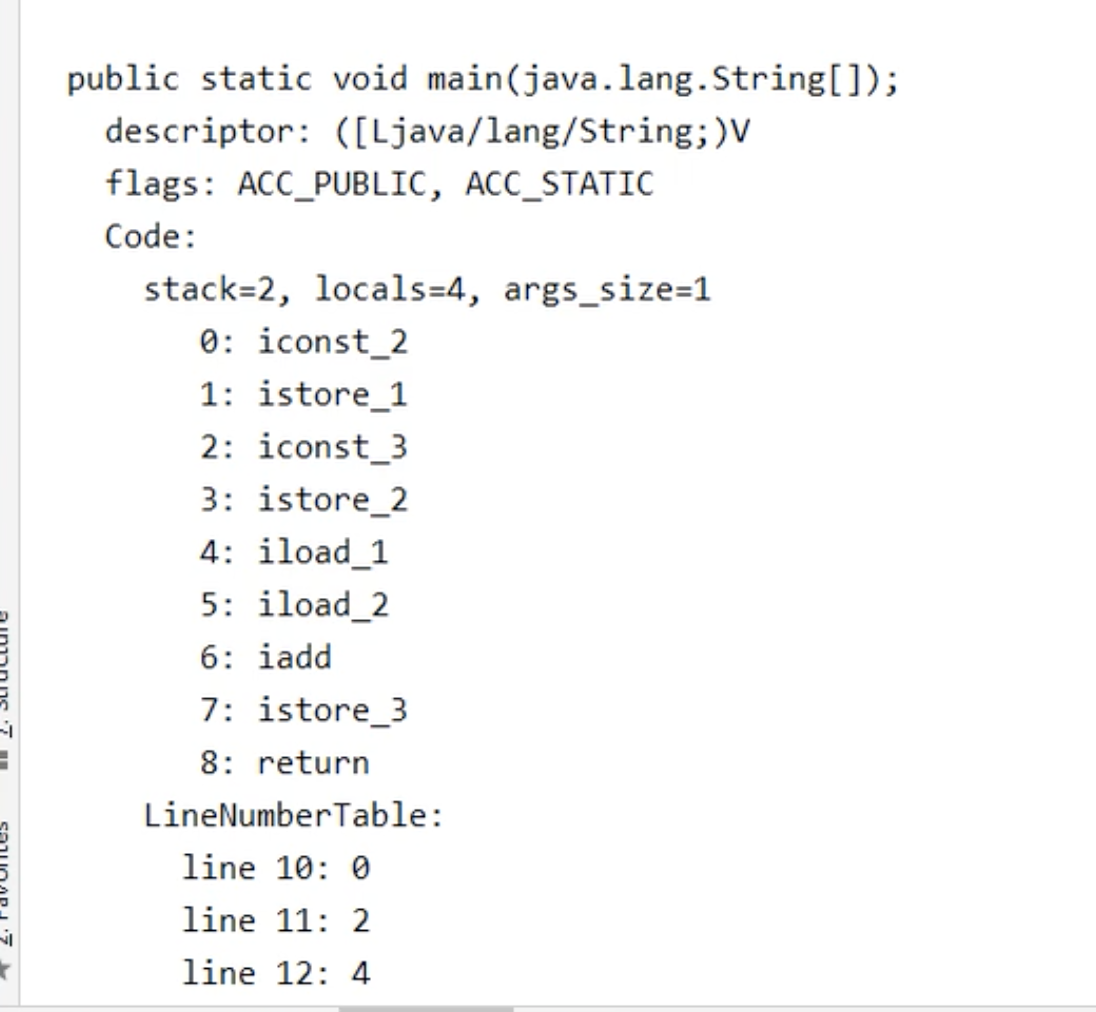 public static void main(java.lang.String[]);
descriptor: ([Ljava/lang/String;)V
flags: ACC_PUBLIC, ACC_STATIC
Code:
stack=2, locals=4, args_size=1
0: iconst_2
1: istore_1
2: iconst_3
3: istore_2
4: iload_1
5: iload_2
6: iadd
7: istore_3
8: return
LineNumberTable:
line 10: 0
line 11: 2
line 12: 4
Z: Structure
2: Favorites